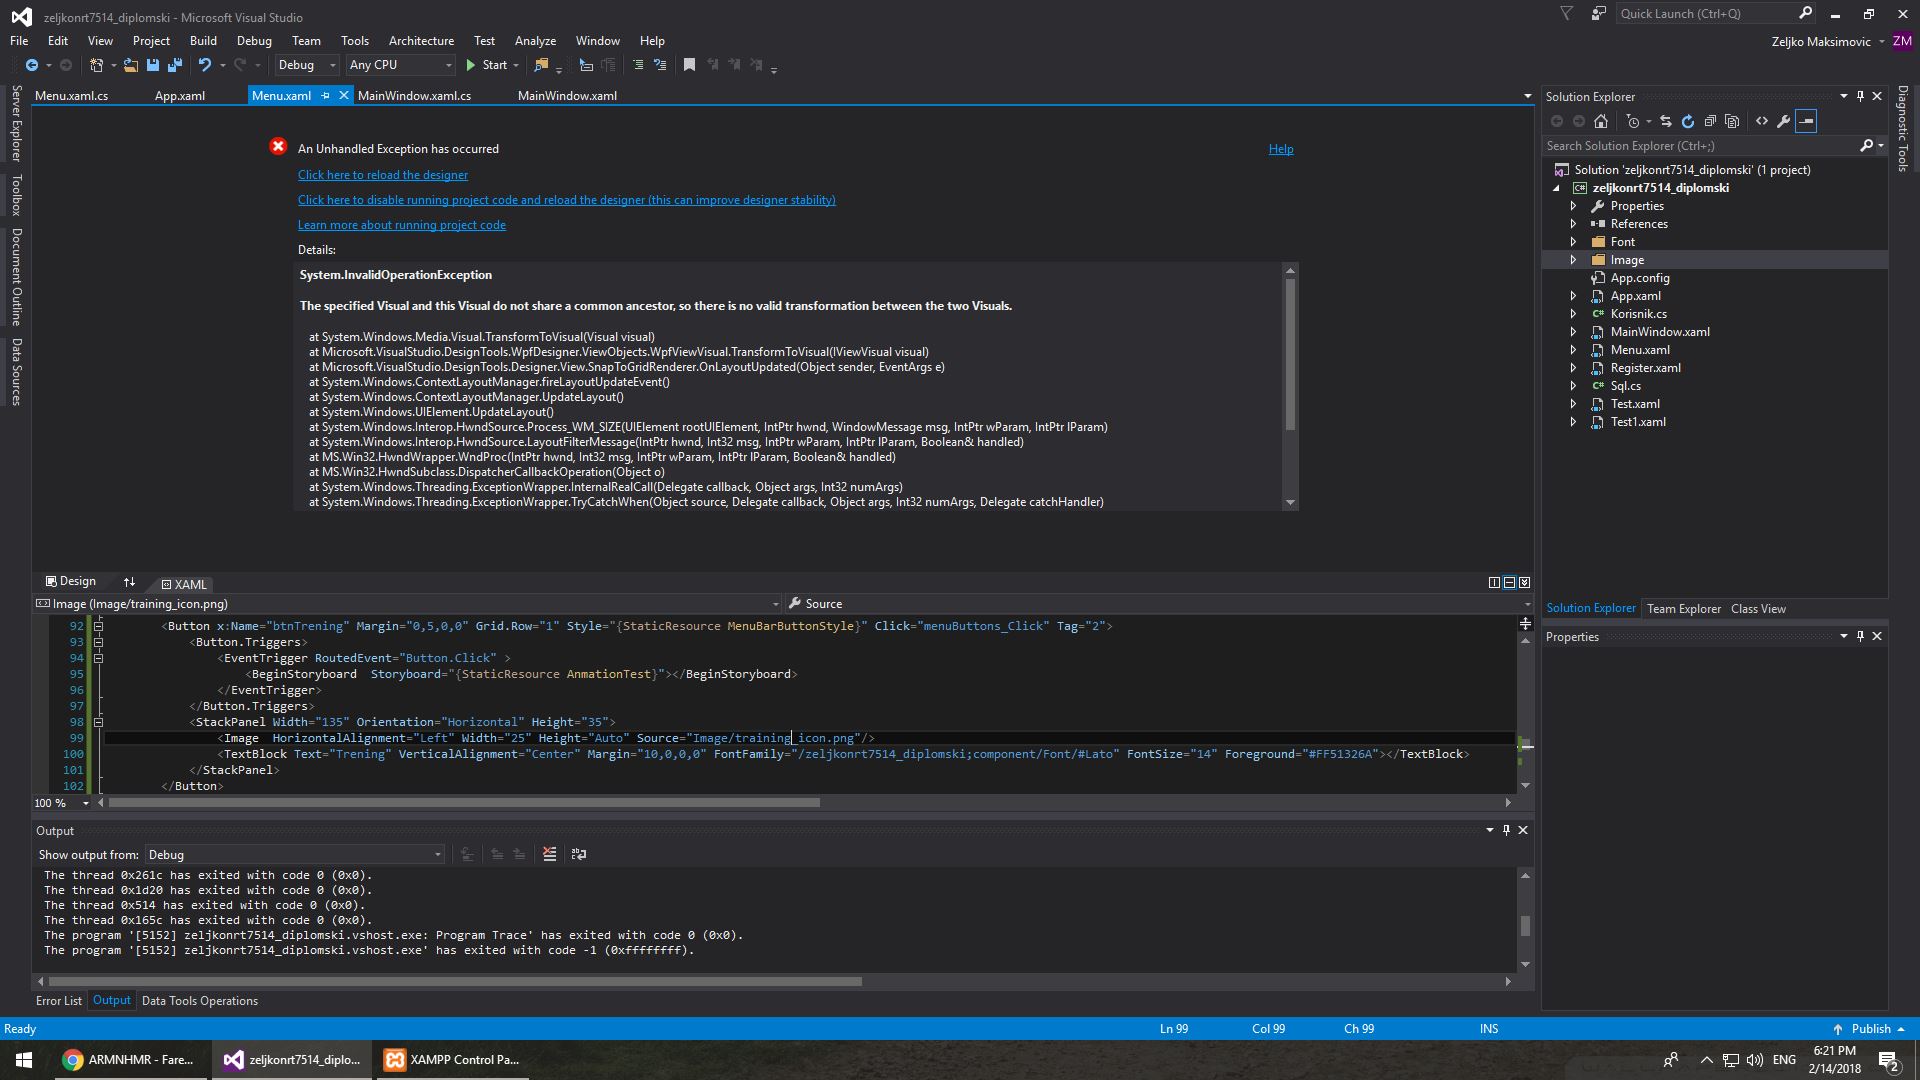 zeljkonrt7514_diplomski - Microsoft Visual Studio
Quick Launch (Ctrl+Q)
File Edit View Project Build Debug Team Tools Architecture Test Analyze Window Help
Zeljko Maksimovic ZM
Debug Any CPU Start
Server Explorer
Toolbox
Document Outline
Data Sources
Menu.xaml.cs App.xaml Menu.xaml MainWindow.xaml.cs MainWindow.xaml
An Unhandled Exception has occurred
Help
Click here to reload the designer
Click here to disable running project code and reload the designer (this can improve designer stability)
Learn more about running project code
Details:
System.InvalidOperationException
The specified Visual and this Visual do not share a common ancestor, so there is no valid transformation between the two Visuals.
at System.Windows.Media.Visual.TransformToVisual(Visual visual)
at Microsoft.VisualStudio.DesignTools.WpfDesigner.ViewObjects.WpfViewVisual.TransformToVisual(IViewVisual visual)
at Microsoft.VisualStudio.DesignTools.Designer.View.SnapToGridRenderer.OnLayoutUpdated(Object sender, EventArgs e)
at System.Windows.ContextLayoutManager.fireLayoutUpdateEvent()
at System.Windows.ContextLayoutManager.UpdateLayout()
at System.Windows.UIElement.UpdateLayout()
at System.Windows.Interop.HwndSource.Process_WM_SIZE(UIElement rootUIElement, IntPtr hwnd, WindowMessage msg, IntPtr wParam, IntPtr lParam)
at System.Windows.Interop.HwndSource.LayoutFilterMessage(IntPtr hwnd, Int32 msg, IntPtr wParam, IntPtr lParam, Boolean& handled)
at MS.Win32.HwndWrapper.WndProc(IntPtr hwnd, Int32 msg, IntPtr wParam, IntPtr lParam, Boolean& handled)
at MS.Win32.HwndSubclass.DispatcherCallbackOperation(Object o)
at System.Windows.Threading.ExceptionWrapper.InternalRealCall(Delegate callback, Object args, Int32 numArgs)
at System.Windows.Threading.ExceptionWrapper.TryCatchWhen(Object source, Delegate callback, Object args, Int32 numArgs, Delegate catchHandler)
Design XAML
Image (Image/training_icon.png) Source
92 <Button x:Name="btnTrening" Margin="0,5,0,0" Grid.Row="1" Style="{StaticResource MenuBarButtonStyle}" Click="menuButtons_Click" Tag="2">
93 <Button.Triggers>
94 <EventTrigger RoutedEvent="Button.Click" >
95 <BeginStoryboard  Storyboard="{StaticResource AnmationTest}"></BeginStoryboard>
96 </EventTrigger>
97 </Button.Triggers>
98 <StackPanel Width="135" Orientation="Horizontal" Height="35">
99 <Image  HorizontalAlignment="Left" Width="25" Height="Auto" Source="Image/training_icon.png"/>
100 <TextBlock Text="Trening" VerticalAlignment="Center" Margin="10,0,0,0" FontFamily="/zeljkonrt7514_diplomski;component/Font/#Lato" FontSize="14" Foreground="#FF51326A"></TextBlock>
101 </StackPanel>
102 </Button>
100 %
Output
Show output from: Debug
The thread 0x261c has exited with code 0 (0x0).
The thread 0x1d20 has exited with code 0 (0x0).
The thread 0x514 has exited with code 0 (0x0).
The thread 0x165c has exited with code 0 (0x0).
The program '[5152] zeljkonrt7514_diplomski.vshost.exe: Program Trace' has exited with code 0 (0x0).
The program '[5152] zeljkonrt7514_diplomski.vshost.exe' has exited with code -1 (0xffffffff).
Error List Output Data Tools Operations
Solution Explorer
Search Solution Explorer (Ctrl+;)
Solution 'zeljkonrt7514_diplomski' (1 project)
C# zeljkonrt7514_diplomski
Properties
References
Font
Image
App.config
App.xaml
C# Korisnik.cs
MainWindow.xaml
Menu.xaml
Register.xaml
C# Sql.cs
Test.xaml
Test1.xaml
Solution Explorer Team Explorer Class View
Properties
Diagnostic Tools
Ready Ln 99 Col 99 Ch 99 INS Publish
ARMNHMR - Fare... zeljkonrt7514_diplo... XAMPP Control Pa...
ENG
6:21 PM
2/14/2018
2